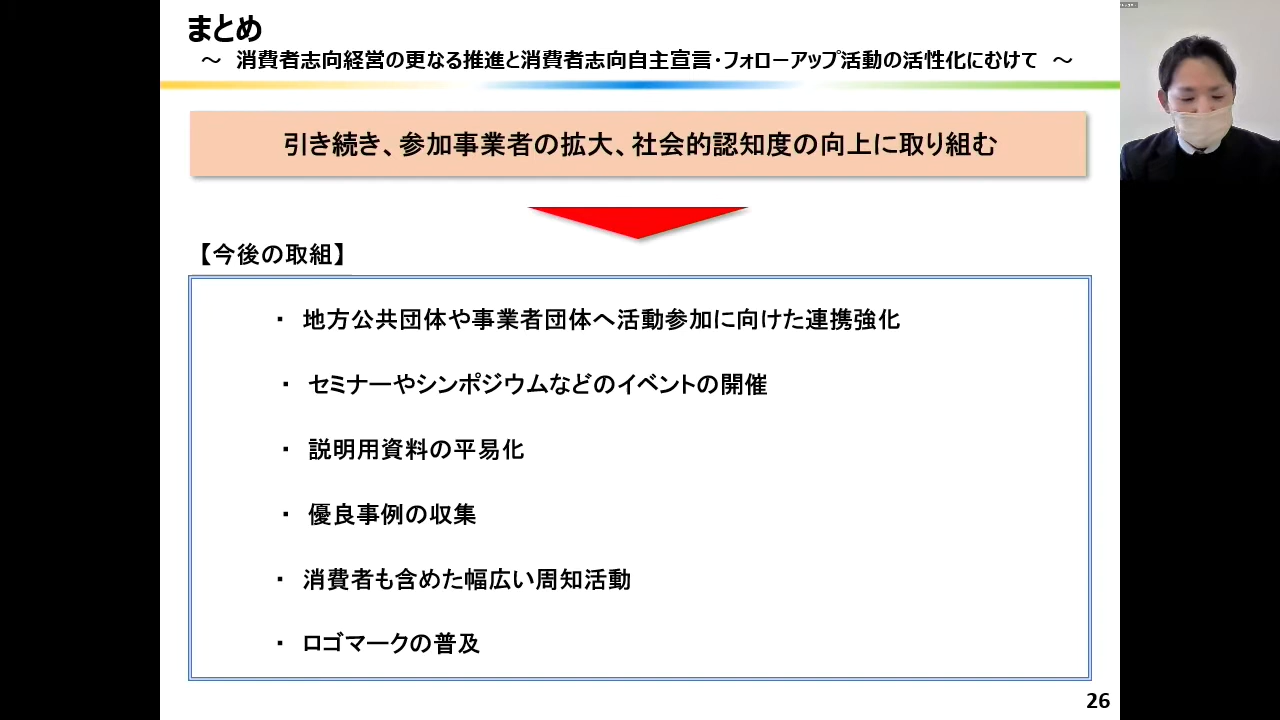 まとめ
～　消費者志向経営の更なる推進と消費者志向自主宣言・フォローアップ活動の活性化にむけて　～
引き続き、参加事業者の拡大、社会的認知度の向上に取り組む
【今後の取組】
・ 地方公共団体や事業者団体へ活動参加に向けた連携強化
・ セミナーやシンポジウムなどのイベントの開催
・ 説明用資料の平易化
・ 優良事例の収集
・ 消費者も含めた幅広い周知活動
・ ロゴマークの普及
26